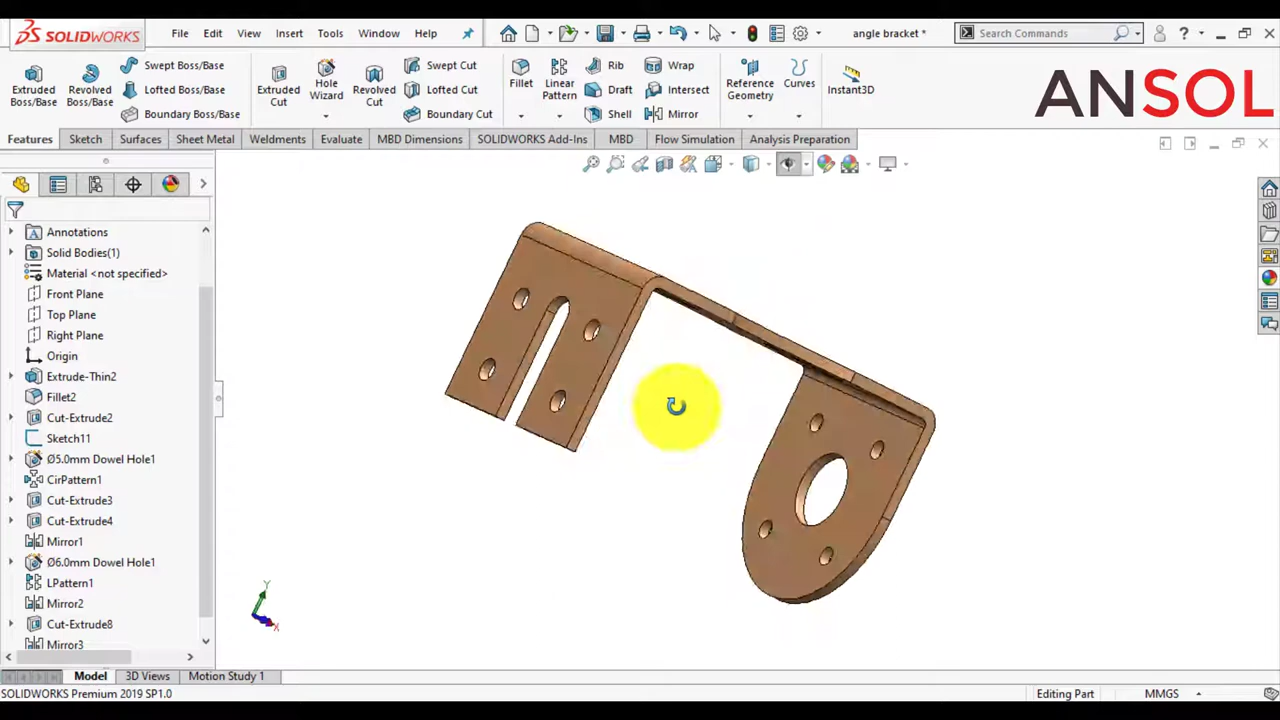 SOLIDWORKS File Edit View Insert Tools Window Help angle bracket * Search Commands ?
ANSOL
Extruded Boss/Base
Revolved Boss/Base
Swept Boss/Base
Lofted Boss/Base
Boundary Boss/Base
Extruded Cut
Hole Wizard
Revolved Cut
Swept Cut
Lofted Cut
Boundary Cut
Fillet
Linear Pattern
Rib
Draft
Shell
Wrap
Intersect
Mirror
Reference Geometry
Curves
Instant3D
Features Sketch Surfaces Sheet Metal Weldments Evaluate MBD Dimensions SOLIDWORKS Add-Ins MBD Flow Simulation Analysis Preparation
Annotations
Solid Bodies(1)
Material <not specified>
Front Plane
Top Plane
Right Plane
Origin
Extrude-Thin2
Fillet2
Cut-Extrude2
Sketch11
Ø5.0mm Dowel Hole1
CirPattern1
Cut-Extrude3
Cut-Extrude4
Mirror1
Ø6.0mm Dowel Hole1
LPattern1
Mirror2
Cut-Extrude8
Mirror3
Y
X
Model 3D Views Motion Study 1
SOLIDWORKS Premium 2019 SP1.0 Editing Part MMGS